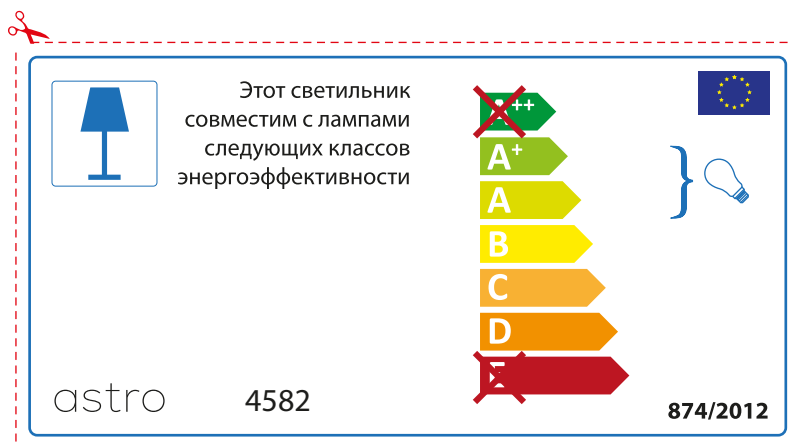 Этот светильник
совместим с лампами
следующих классов
энергоэффективности
A++
A+
A
B
C
D
E
astro
4582
874/2012